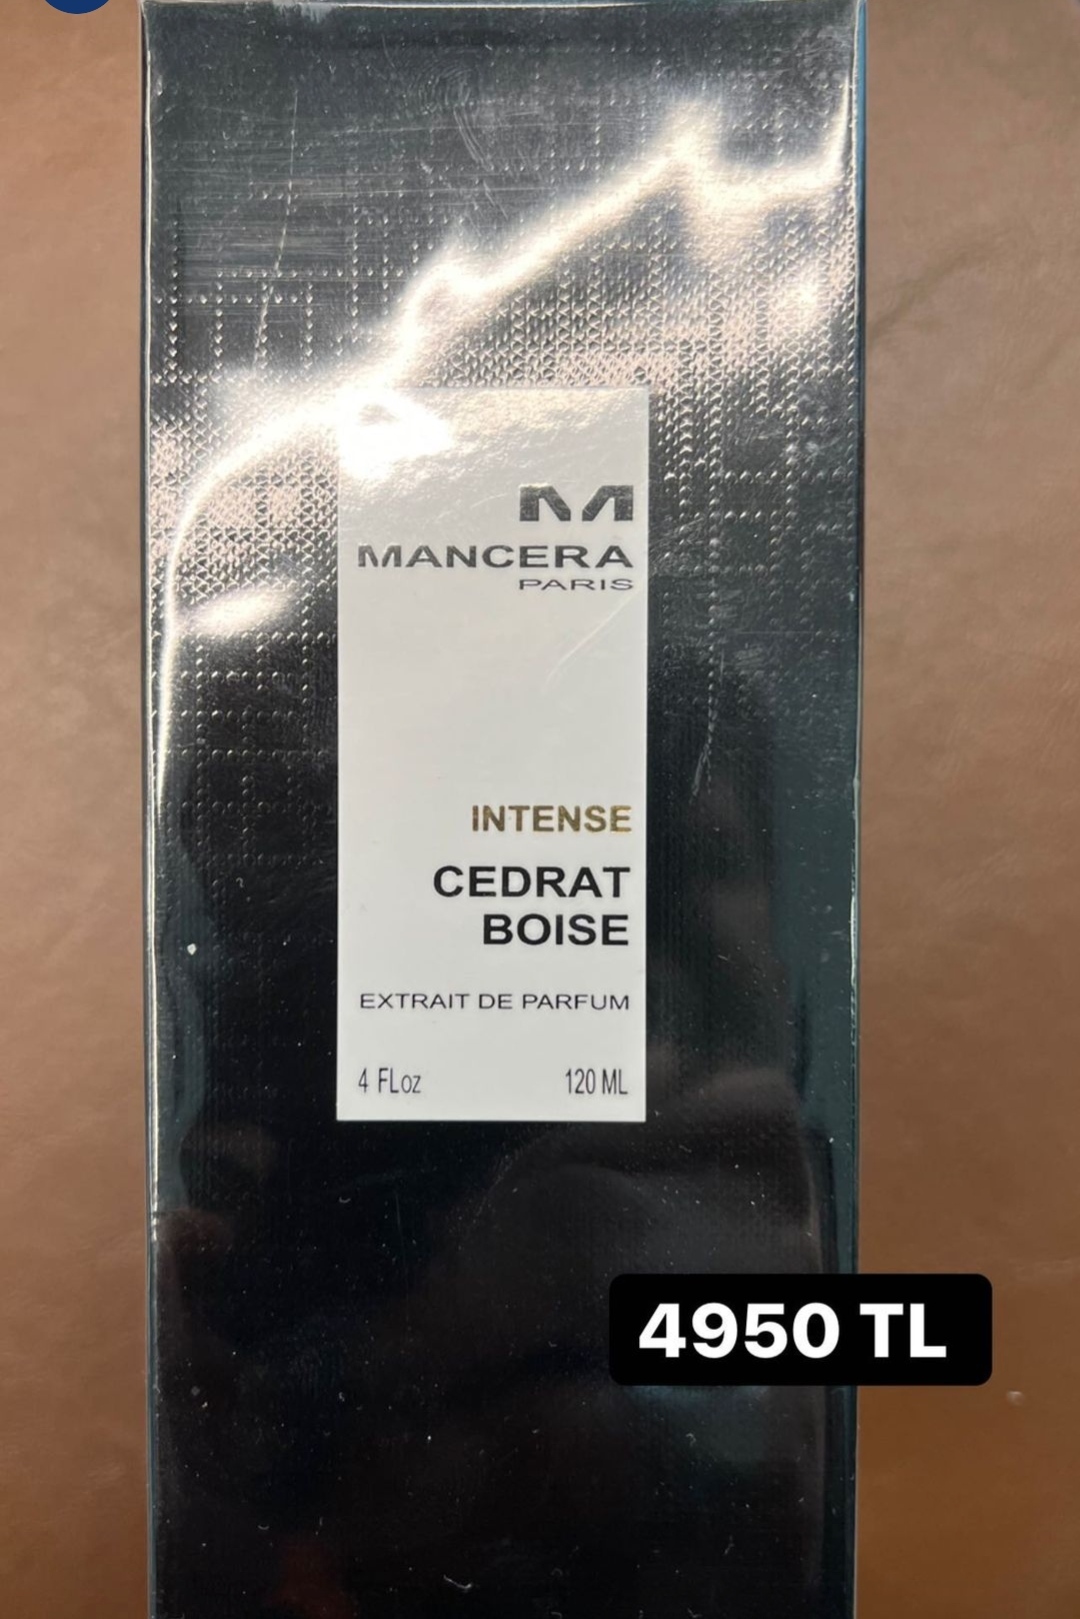 M
MANCERA
PARIS
INTENSE
CEDRAT
BOISE
EXTRAIT DE PARFUM
4 FLoz 120 ML
4950 TL